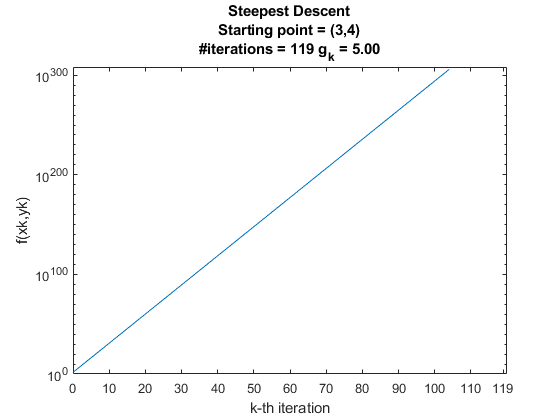 Steepest Descent
Starting point = (3,4)
#iterations = 119 gk = 5.00
10^300
10^200
10^100
10^0
f(xk,yk)
0 10 20 30 40 50 60 70 80 90 100 110 119
k-th iteration